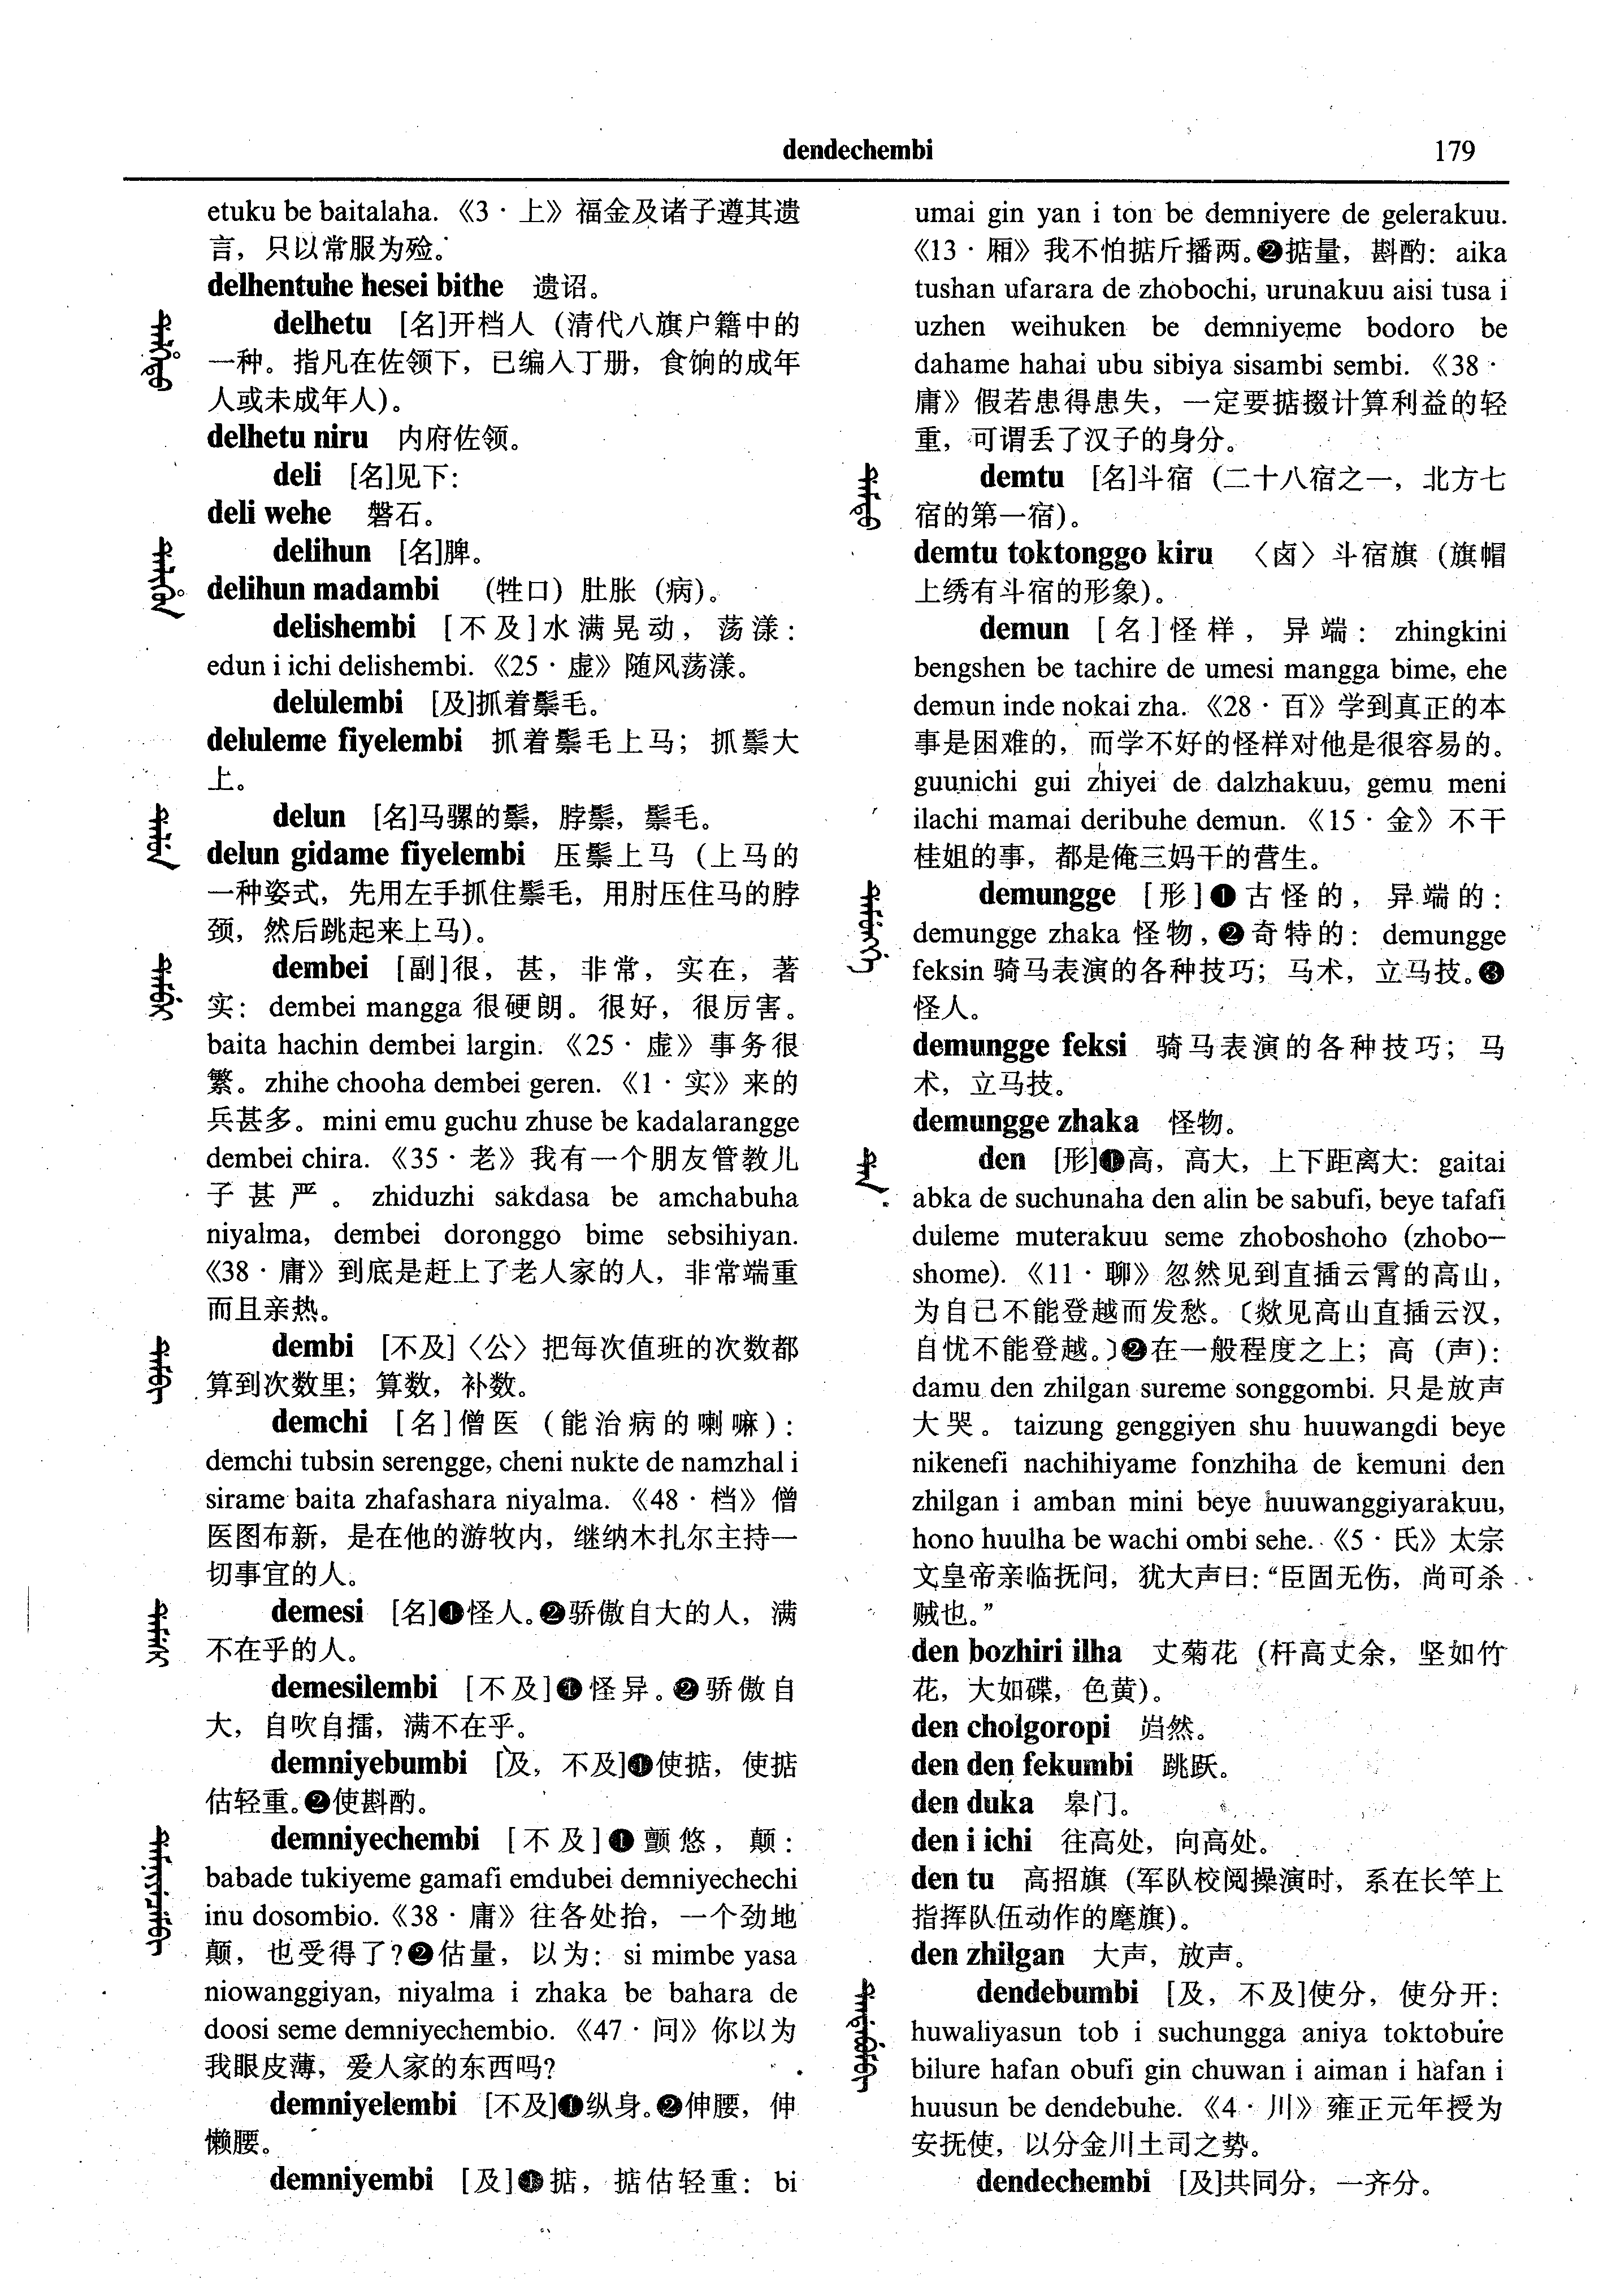 dendechembi
179
etuku be baitalaha. 《3·上》福金及诸子遵其遗
言，只以常服为殓。
delhentuhe hesei bithe 遗诏。
delhetu [名]开档人（清代八旗户籍中的
一种。指凡在佐领下，已编入丁册，食饷的成年
人或未成年人）。
delhetu niru 内府佐领。
deli [名]见下：
deli wehe 磐石。
delihun [名]脾。
delihun madambi （牲口）肚胀（病）。
delishembi [不及]水满晃动，荡漾：
edun i ichi delishembi. 《25·虚》随风荡漾。
delulembi [及]抓着鬃毛。
deluleme fiyelembi 抓着鬃毛上马；抓鬃大
上。
delun [名]马骡的鬃，脖鬃，鬃毛。
delun gidame fiyelembi 压鬃上马（上马的
一种姿式，先用左手抓住鬃毛，用肘压住马的脖
颈，然后跳起来上马）。
dembei [副]很，甚，非常，实在，著
实：dembei mangga 很硬朗。很好，很厉害。
baita hachin dembei largin. 《25·虚》事务很
繁。zhihe chooha dembei geren. 《1·实》来的
兵甚多。mini emu guchu zhuse be kadalarangge
dembei chira. 《35·老》我有一个朋友管教儿
子甚严。zhiduzhi sakdasa be amchabuha
niyalma, dembei doronggo bime sebsihiyan.
《38·庸》到底是赶上了老人家的人，非常端重
而且亲热。
dembi [不及]〈公〉把每次值班的次数都
算到次数里；算数，补数。
demchi [名]僧医（能治病的喇嘛）：
demchi tubsin serengge, cheni nukte de namzhal i
sirame baita zhafashara niyalma. 《48·档》僧
医图布新，是在他的游牧内，继纳木扎尔主持一
切事宜的人。
demesi [名]❶怪人。❷骄傲自大的人，满
不在乎的人。
demesilembi [不及]❶怪异。❷骄傲自
大，自吹自擂，满不在乎。
demniyebumbi [及，不及]❶使掂，使掂
估轻重。❷使斟酌。
demniyechembi [不及]❶颤悠，颠：
babade tukiyeme gamafi emdubei demniyechechi
inu dosombio.《38·庸》往各处抬，一个劲地
颠，也受得了?❷估量，以为：si mimbe yasa
niowanggiyan, niyalma i zhaka be bahara de
doosi seme demniyechembio. 《47·问》你以为
我眼皮薄，爱人家的东西吗?
demniyelembi [不及]❶纵身。❷伸腰，伸
懒腰。
demniyembi [及]❶掂，掂估轻重：bi
umai gin yan i ton be demniyere de gelerakuu.
《13·厢》我不怕掂斤播两。❷掂量，斟酌：aika
tushan ufarara de zhobochi, urunakuu aisi tusa i
uzhen weihuken be demniyeme bodoro be
dahame hahai ubu sibiya sisambi sembi. 《38·
庸》假若患得患失，一定要掂掇计算利益的轻
重，可谓丢了汉子的身分。
demtu [名]斗宿（二十八宿之一，北方七
宿的第一宿）。
demtu toktonggo kiru 〈卤〉斗宿旗（旗帽
上绣有斗宿的形象）。
demun [名]怪样，异端：zhingkini
bengshen be tachire de umesi mangga bime, ehe
demun inde nokai zha. 《28·百》学到真正的本
事是困难的，而学不好的怪样对他是很容易的。
guunichi gui zhiyei de dalzhakuu, gemu meni
ilachi mamai deribuhe demun. 《15·金》不干
桂姐的事，都是俺三妈干的营生。
demungge [形]❶古怪的，异端的：
demungge zhaka 怪物，❷奇特的：demungge
feksin 骑马表演的各种技巧；马术，立马技。❸
怪人。
demungge feksi 骑马表演的各种技巧；马
术，立马技。
demungge zhaka 怪物。
den [形]❶高，高大，上下距离大：gaitai
abka de suchunaha den alin be sabufi, beye tafafi
duleme muterakuu seme zhoboshoho (zhobo-
shome). 《11·聊》忽然见到直插云霄的高山，
为自己不能登越而发愁。〔欻见高山直插云汉，
自忧不能登越。〕❷在一般程度之上；高（声）：
damu den zhilgan sureme songgombi. 只是放声
大哭。taizung genggiyen shu huuwangdi beye
nikenefi nachihiyame fonzhiha de kemuni den
zhilgan i amban mini beye huuwanggiyarakuu,
hono huulha be wachi ombi sehe. 《5·氏》太宗
文皇帝亲临抚问，犹大声曰：“臣固无伤，尚可杀
贼也。”
den bozhiri ilha 丈菊花（杆高丈余，坚如竹
花，大如碟，色黄）。
den cholgoropi 岿然。
den den fekumbi 跳跃。
den duka 皋门。
den i ichi 往高处，向高处。
den tu 高招旗（军队校阅操演时，系在长竿上
指挥队伍动作的麾旗）。
den zhilgan 大声，放声。
dendebumbi [及，不及]使分，使分开：
huwaliyasun tob i suchungga aniya toktobure
bilure hafan obufi gin chuwan i aiman i hafan i
huusun be dendebuhe. 《4·川》雍正元年授为
安抚使，以分金川土司之势。
dendechembi [及]共同分，一齐分。